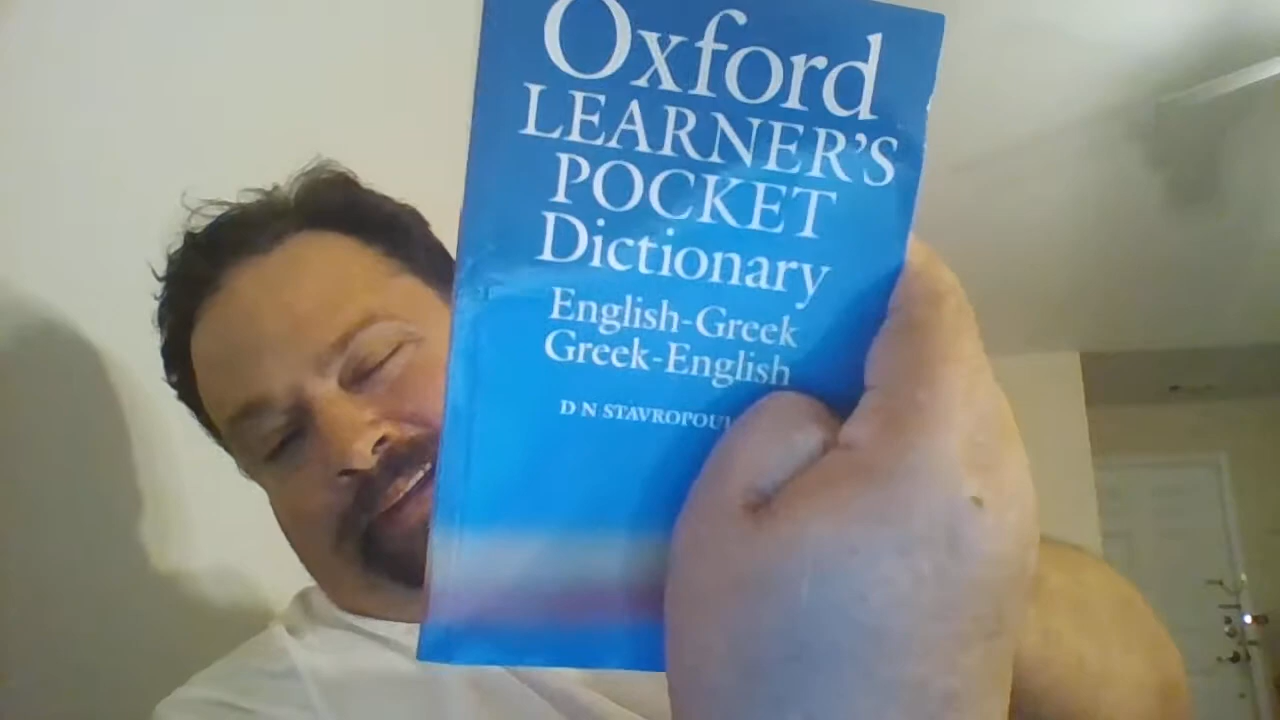 Oxford
LEARNER'S
POCKET
Dictionary
English-Greek
Greek-English
D N